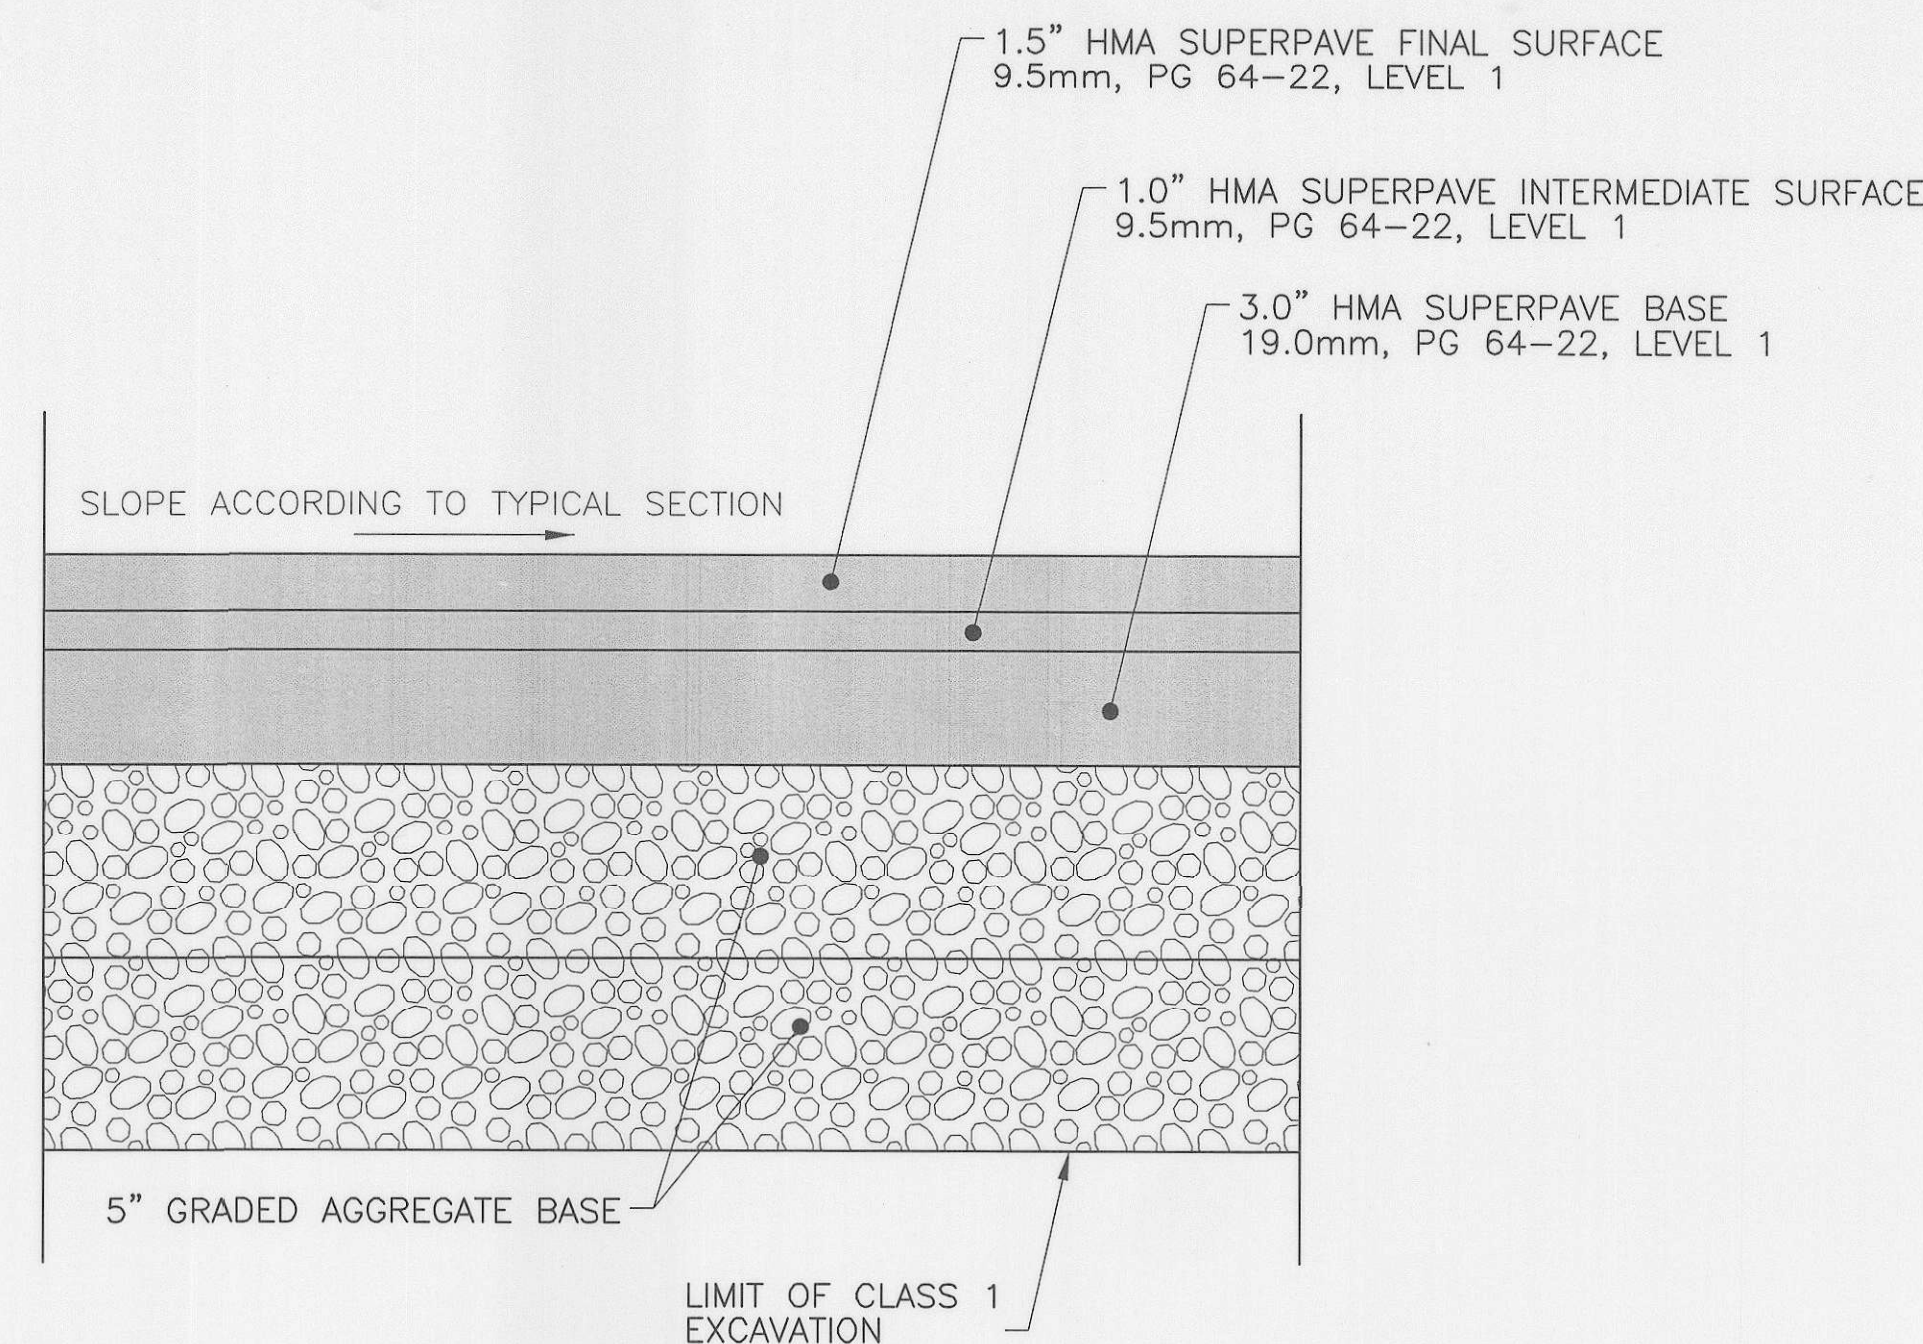 1.5” HMA SUPERPAVE FINAL SURFACE
9.5mm, PG 64–22, LEVEL 1
1.0” HMA SUPERPAVE INTERMEDIATE SURFACE
9.5mm, PG 64–22, LEVEL 1
3.0” HMA SUPERPAVE BASE
19.0mm, PG 64–22, LEVEL 1
SLOPE ACCORDING TO TYPICAL SECTION
5” GRADED AGGREGATE BASE
LIMIT OF CLASS 1
EXCAVATION